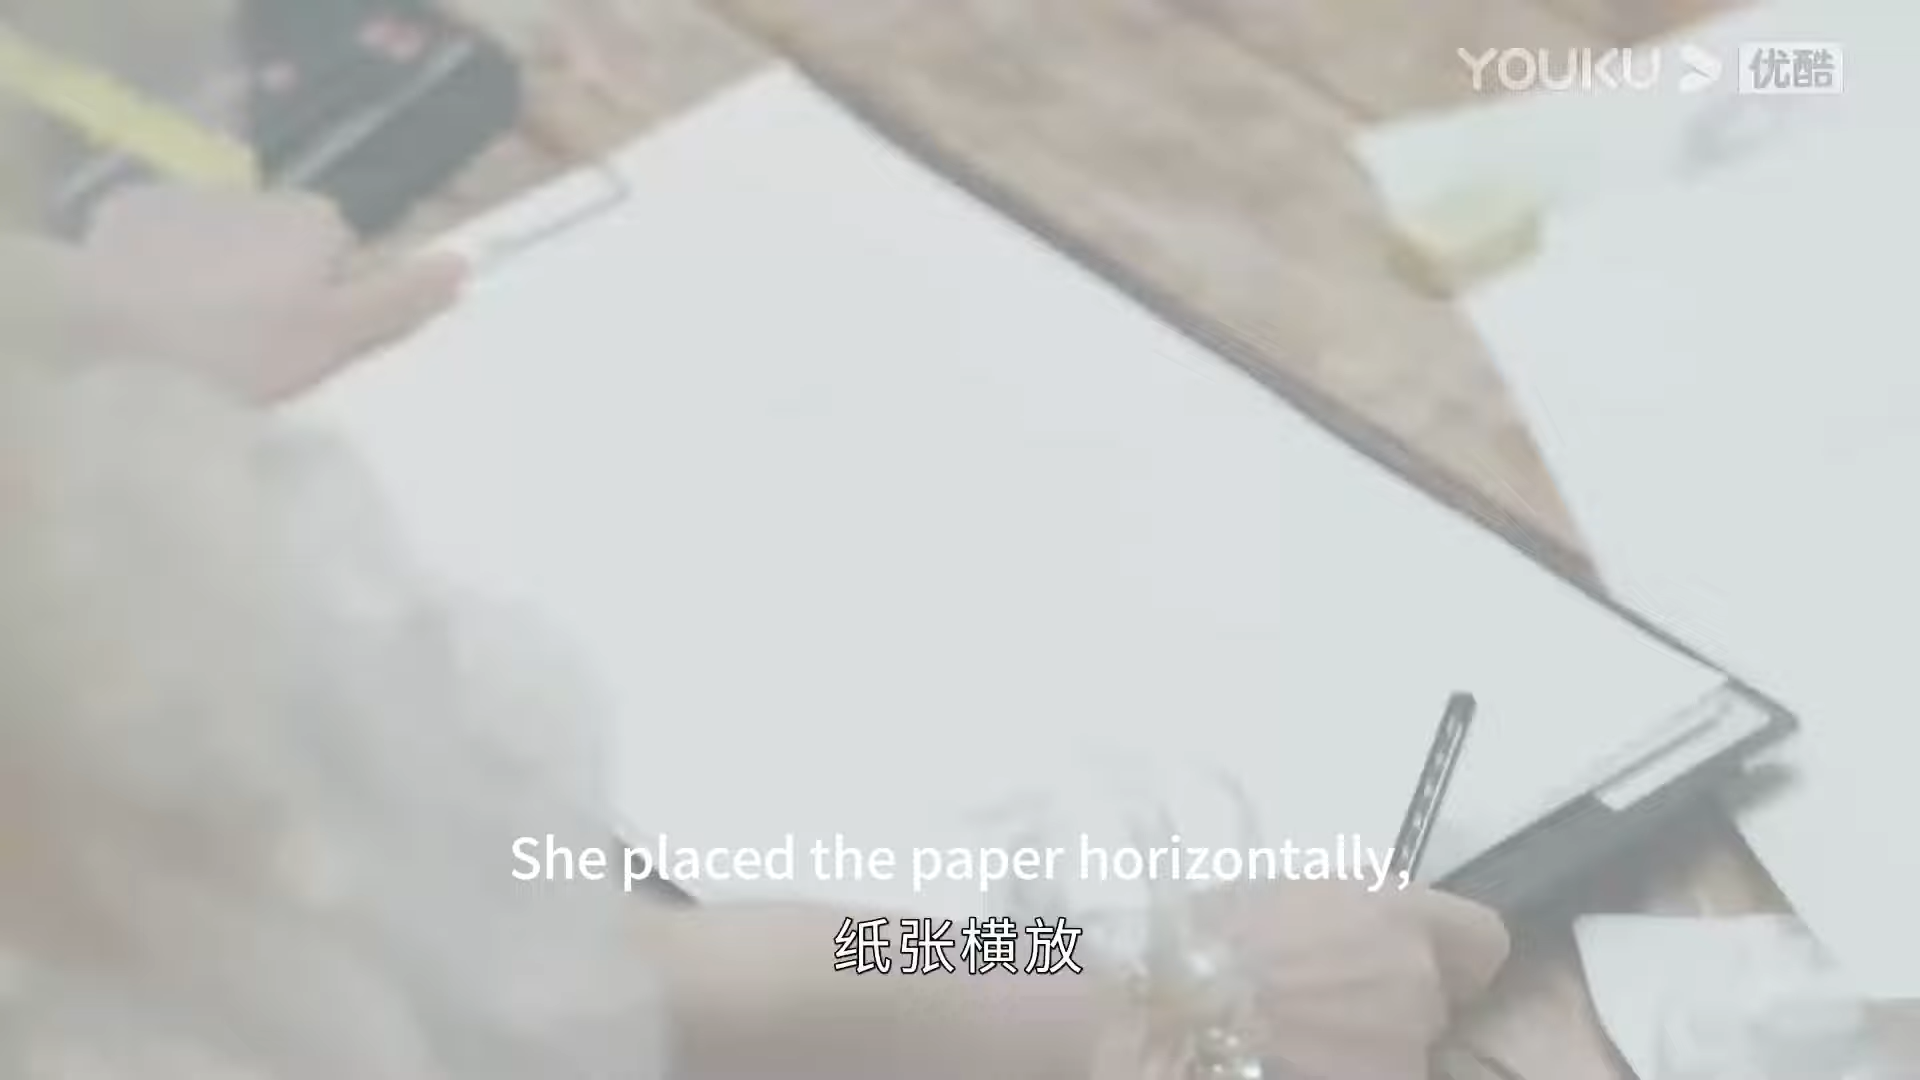 YOUKU 优酷
She placed the paper horizontally,
纸张横放